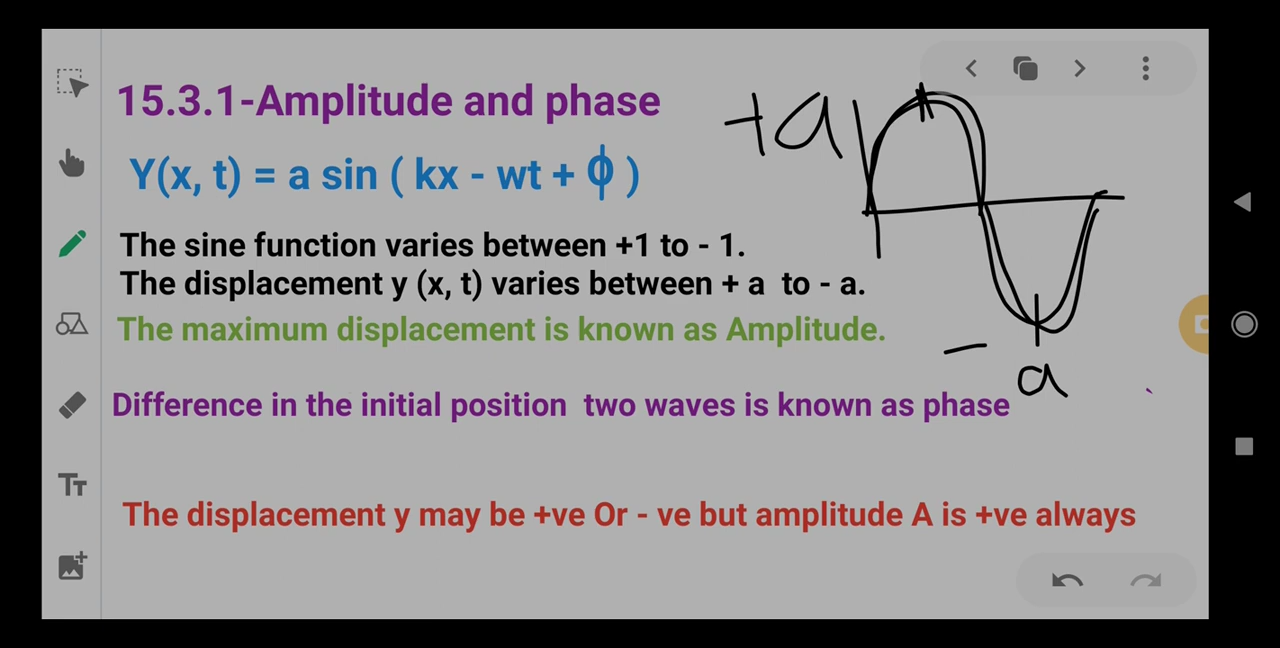 15.3.1-Amplitude and phase
+a
Y(x, t) = a sin ( kx - wt + ϕ )
The sine function varies between +1 to - 1.
The displacement y (x, t) varies between + a to - a.
The maximum displacement is known as Amplitude.
- a
Difference in the initial position two waves is known as phase
The displacement y may be +ve Or - ve but amplitude A is +ve always
Tт